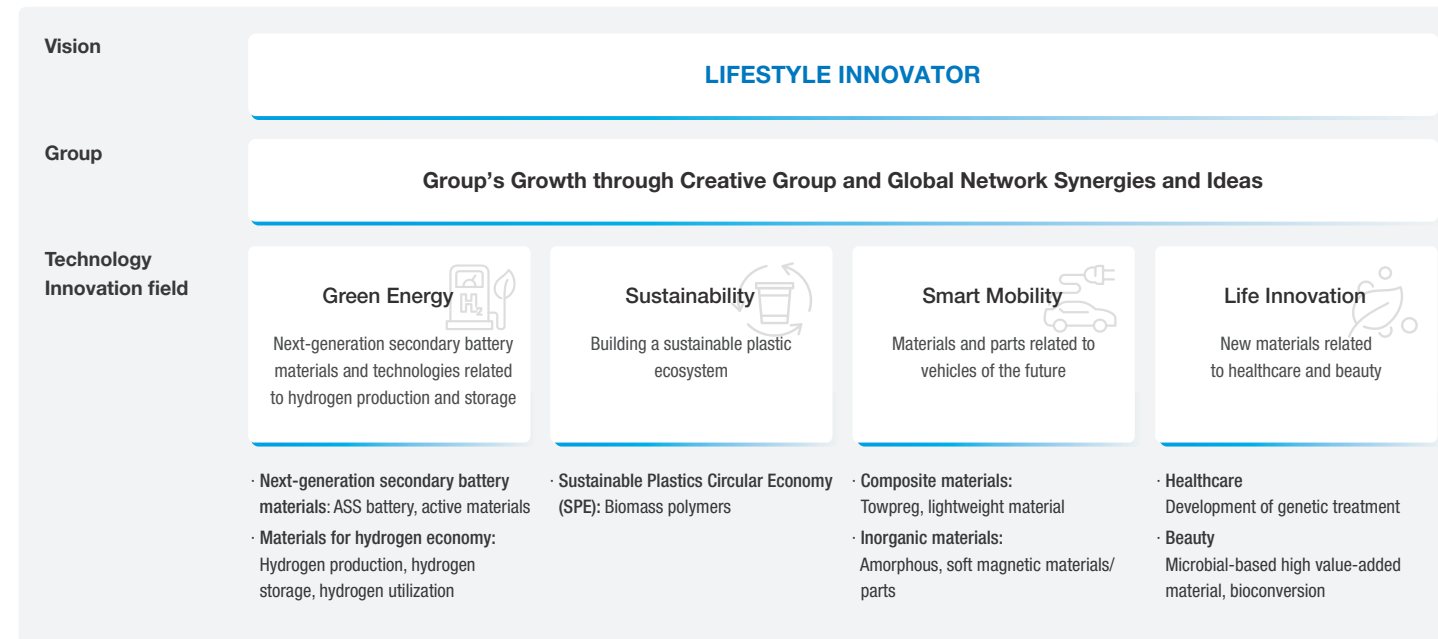 Vision
LIFESTYLE INNOVATOR
Group
Group’s Growth through Creative Group and Global Network Synergies and Ideas
Technology
Innovation field
Green Energy
H2
Next-generation secondary battery
materials and technologies related
to hydrogen production and storage
Sustainability
Building a sustainable plastic
ecosystem
Smart Mobility
Materials and parts related to
vehicles of the future
Life Innovation
New materials related
to healthcare and beauty
· Next-generation secondary battery
materials: ASS battery, active materials
· Materials for hydrogen economy:
Hydrogen production, hydrogen
storage, hydrogen utilization
· Sustainable Plastics Circular Economy
(SPE): Biomass polymers
· Composite materials:
Towpreg, lightweight material
· Inorganic materials:
Amorphous, soft magnetic materials/
parts
· Healthcare
Development of genetic treatment
· Beauty
Microbial-based high value-added
material, bioconversion